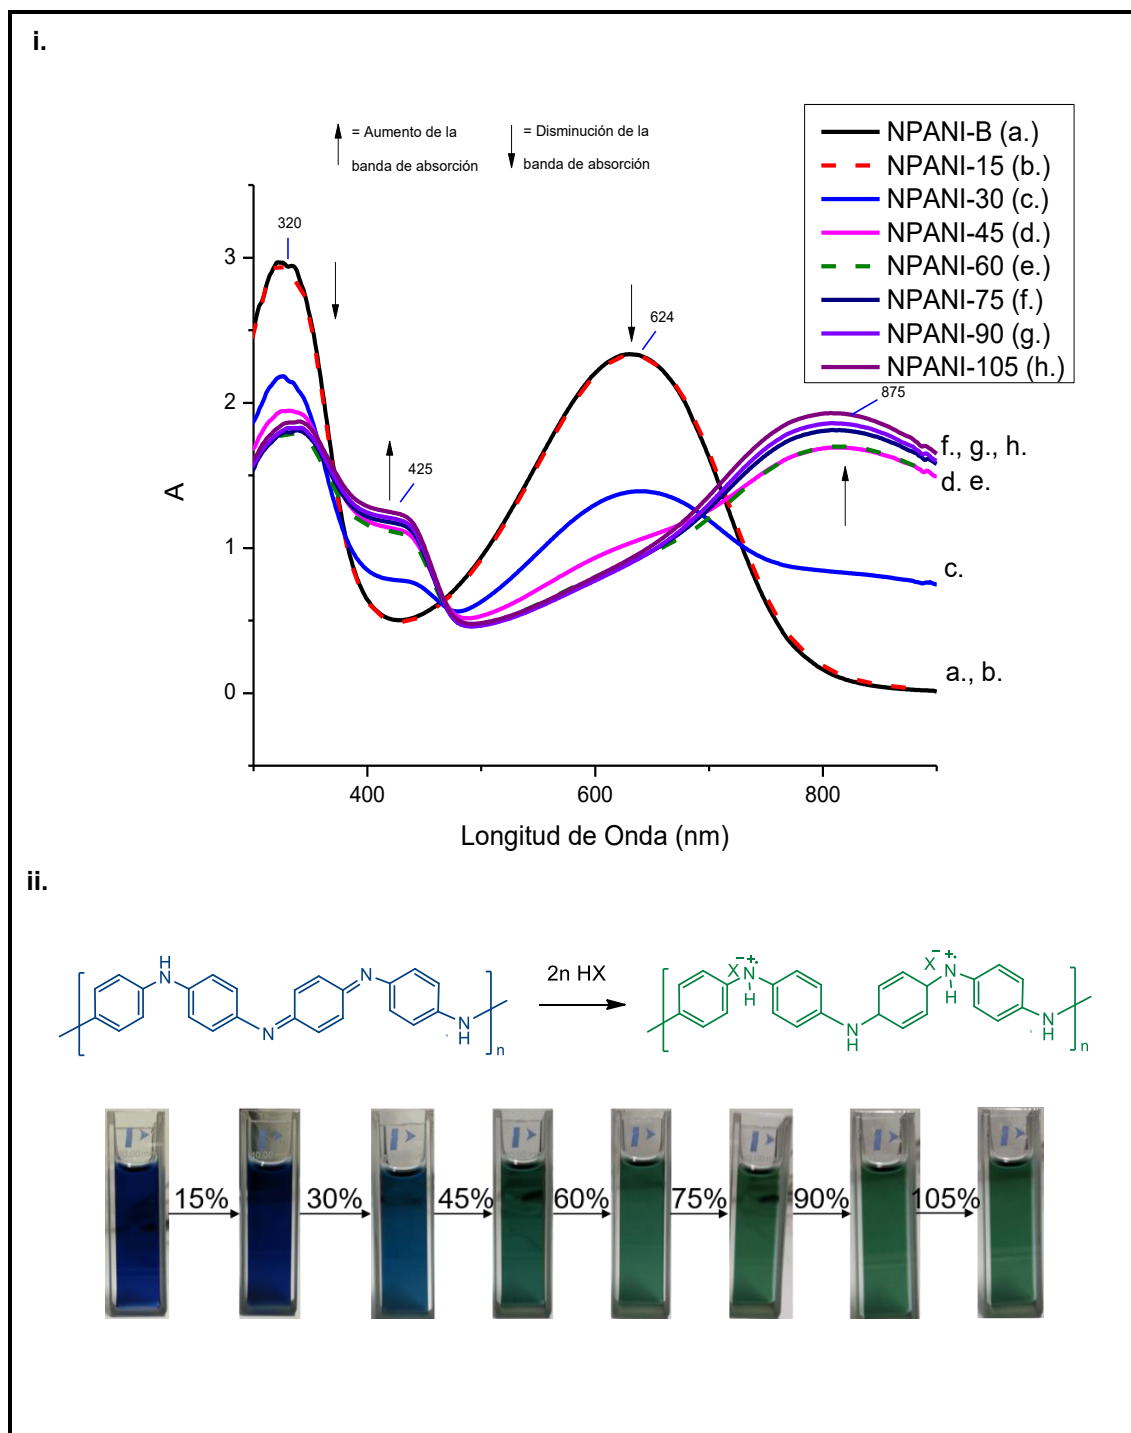 i.
= Aumento de la
banda de absorción
= Disminución de la
banda de absorción
NPANI-B (a.)
NPANI-15 (b.)
NPANI-30 (c.)
NPANI-45 (d.)
NPANI-60 (e.)
NPANI-75 (f.)
NPANI-90 (g.)
NPANI-105 (h.)
320
624
875
425
3
2
1
0
A
f., g., h.
d. e.
c.
a., b.
400
600
800
Longitud de Onda (nm)
ii.
H
N
N
N
N
H
n
2n HX
X⁻
N
H
X⁻
N
H
N
H
N
H
n
15%
30%
45%
60%
75%
90%
105%